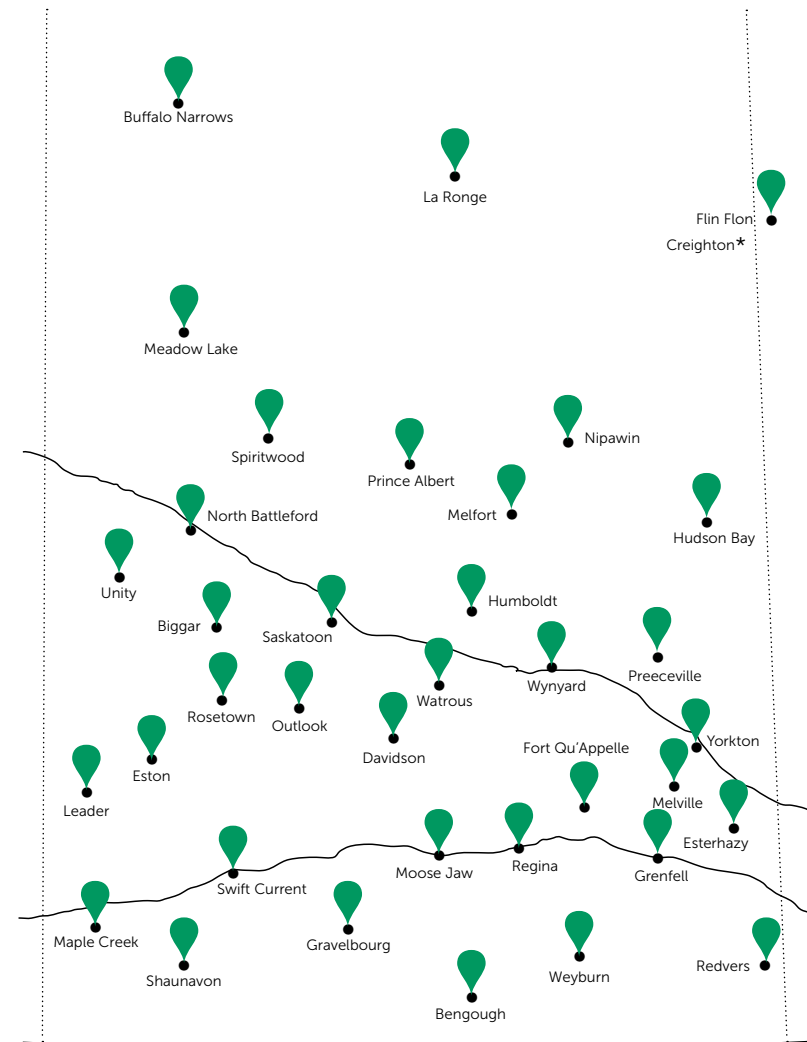 Buffalo Narrows
La Ronge
Flin Flon
Creighton*
Meadow Lake
Spiritwood
Nipawin
Prince Albert
North Battleford
Melfort
Hudson Bay
Unity
Humboldt
Biggar
Saskatoon
Preeceville
Wynyard
Watrous
Rosetown
Outlook
Yorkton
Fort Qu’Appelle
Davidson
Eston
Melville
Leader
Esterhazy
Regina
Moose Jaw
Grenfell
Swift Current
Maple Creek
Gravelbourg
Redvers
Weyburn
Shaunavon
Bengough